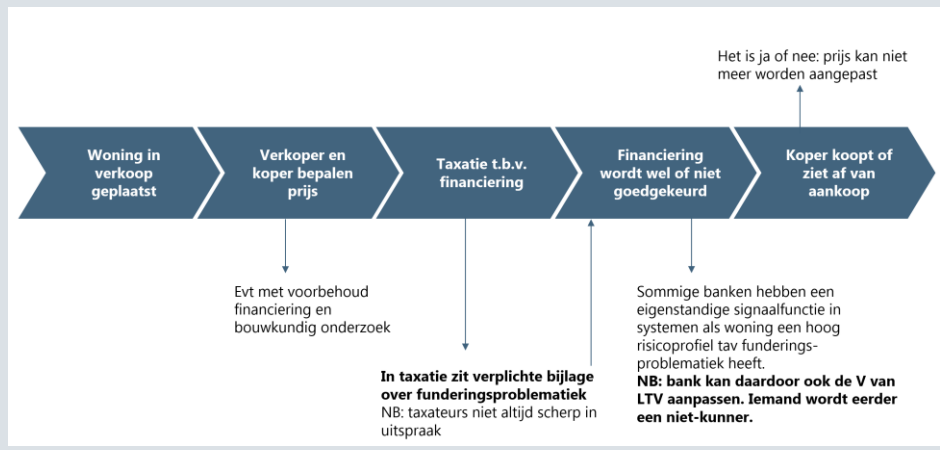 Het is ja of nee: prijs kan niet
meer worden aangepast
Woning in
verkoop
geplaatst
Verkoper en
koper bepalen
prijs
Taxatie t.b.v.
financiering
Financiering
wordt wel of niet
goedgekeurd
Koper koopt of
ziet af van
aankoop
Evt met voorbehoud
financiering en
bouwkundig onderzoek
In taxatie zit verplichte bijlage
over funderingsproblematiek
NB: taxateurs niet altijd scherp in
uitspraak
Sommige banken hebben een
eigenstandige signaalfunctie in
systemen als woning een hoog
risicoprofiel tav funderings-
problematiek heeft.
NB: bank kan daardoor ook de V van
LTV aanpassen. Iemand wordt eerder
een niet-kunner.